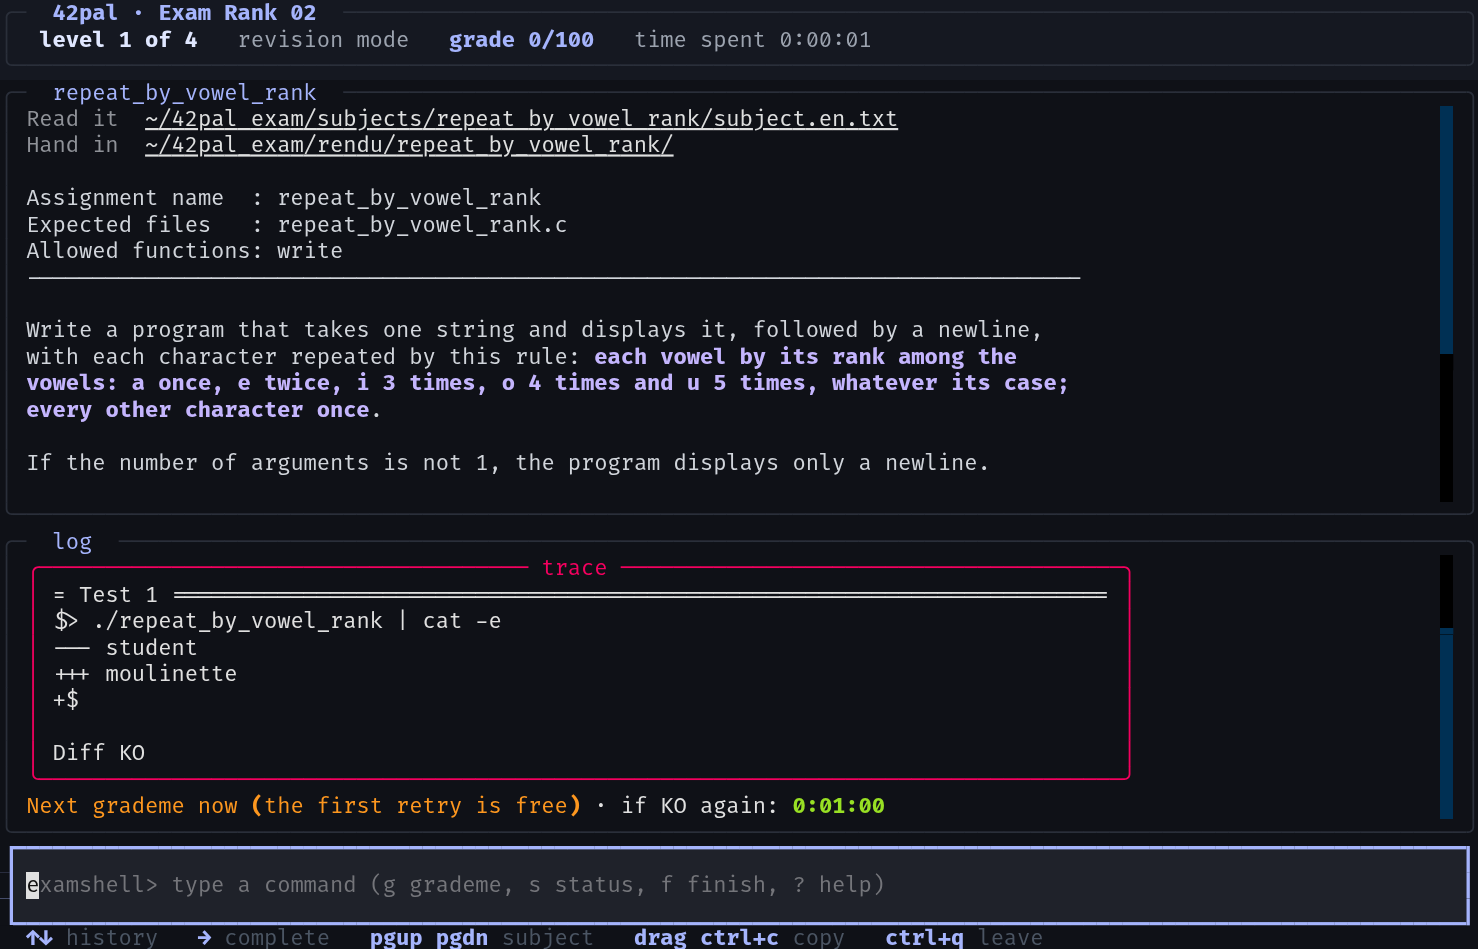 42pal · Exam Rank 02
level 1 of 4   revision mode   grade 0/100   time spent 0:00:01
repeat_by_vowel_rank
Read it  ~/42pal_exam/subjects/repeat_by_vowel_rank/subject.en.txt
Hand in  ~/42pal_exam/rendu/repeat_by_vowel_rank/
Assignment name  : repeat_by_vowel_rank
Expected files   : repeat_by_vowel_rank.c
Allowed functions: write
Write a program that takes one string and displays it, followed by a newline,
with each character repeated by this rule: each vowel by its rank among the
vowels: a once, e twice, i 3 times, o 4 times and u 5 times, whatever its case;
every other character once.
If the number of arguments is not 1, the program displays only a newline.
log
trace
= Test 1 ═══════════════════════════════════════
$> ./repeat_by_vowel_rank | cat -e
--- student
+++ moulinette
+$
Diff KO
Next grademe now (the first retry is free) · if KO again: 0:01:00
examshell> type a command (g grademe, s status, f finish, ? help)
↑↓ history   → complete   pgup pgdn subject   drag ctrl+c copy   ctrl+q leave